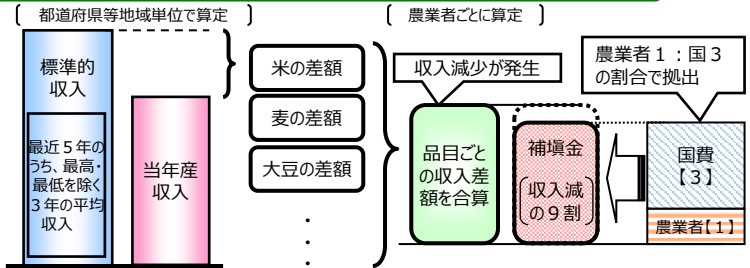 都道府県等地域単位で算定
農業者ごとに算定
標準的
収入
最近５年の
うち、最高・
最低を除く
３年の平均
収入
当年産
収入
米の差額
麦の差額
大豆の差額
・
・
・
収入減少が発生
品目ごと
の収入差
額を合算
補塡金
収入減
の９割
農業者１：国３
の割合で拠出
国費
【３】
農業者【１】